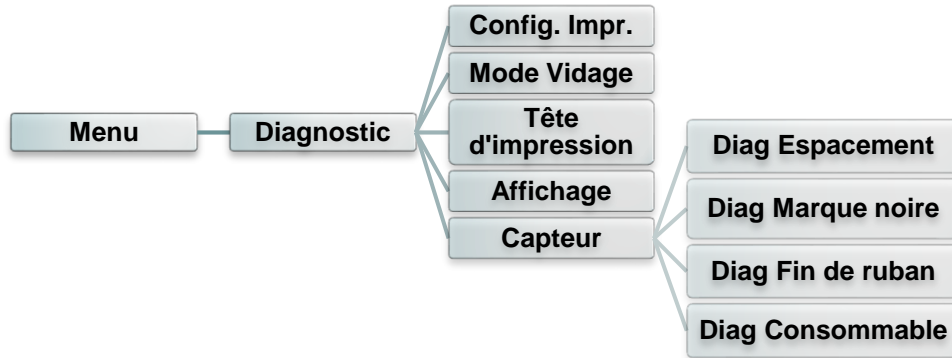 Menu
Diagnostic
Config. Impr.
Mode Vidage
Tête
d'impression
Affichage
Capteur
Diag Espacement
Diag Marque noire
Diag Fin de ruban
Diag Consommable